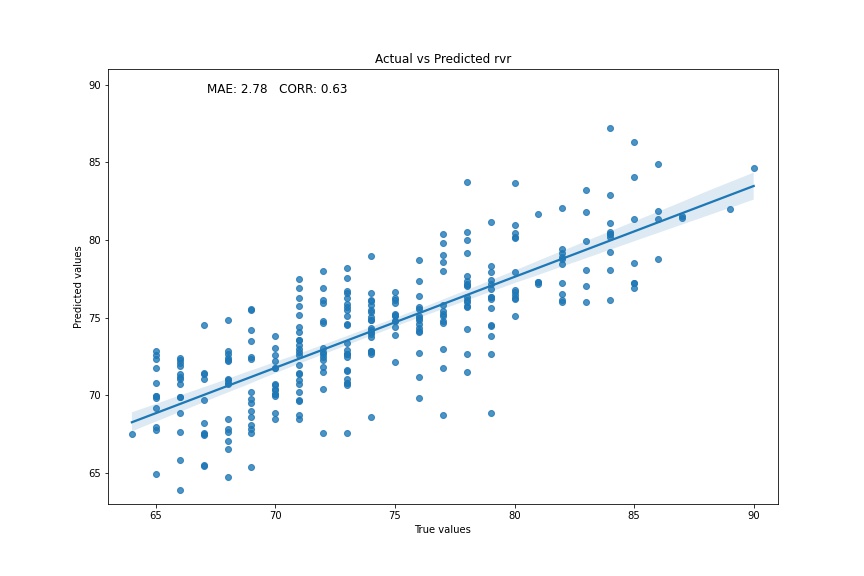 Actual vs Predicted rvr
MAE: 2.78   CORR: 0.63
90
85
80
75
70
65
Predicted values
65 70 75 80 85 90
True values